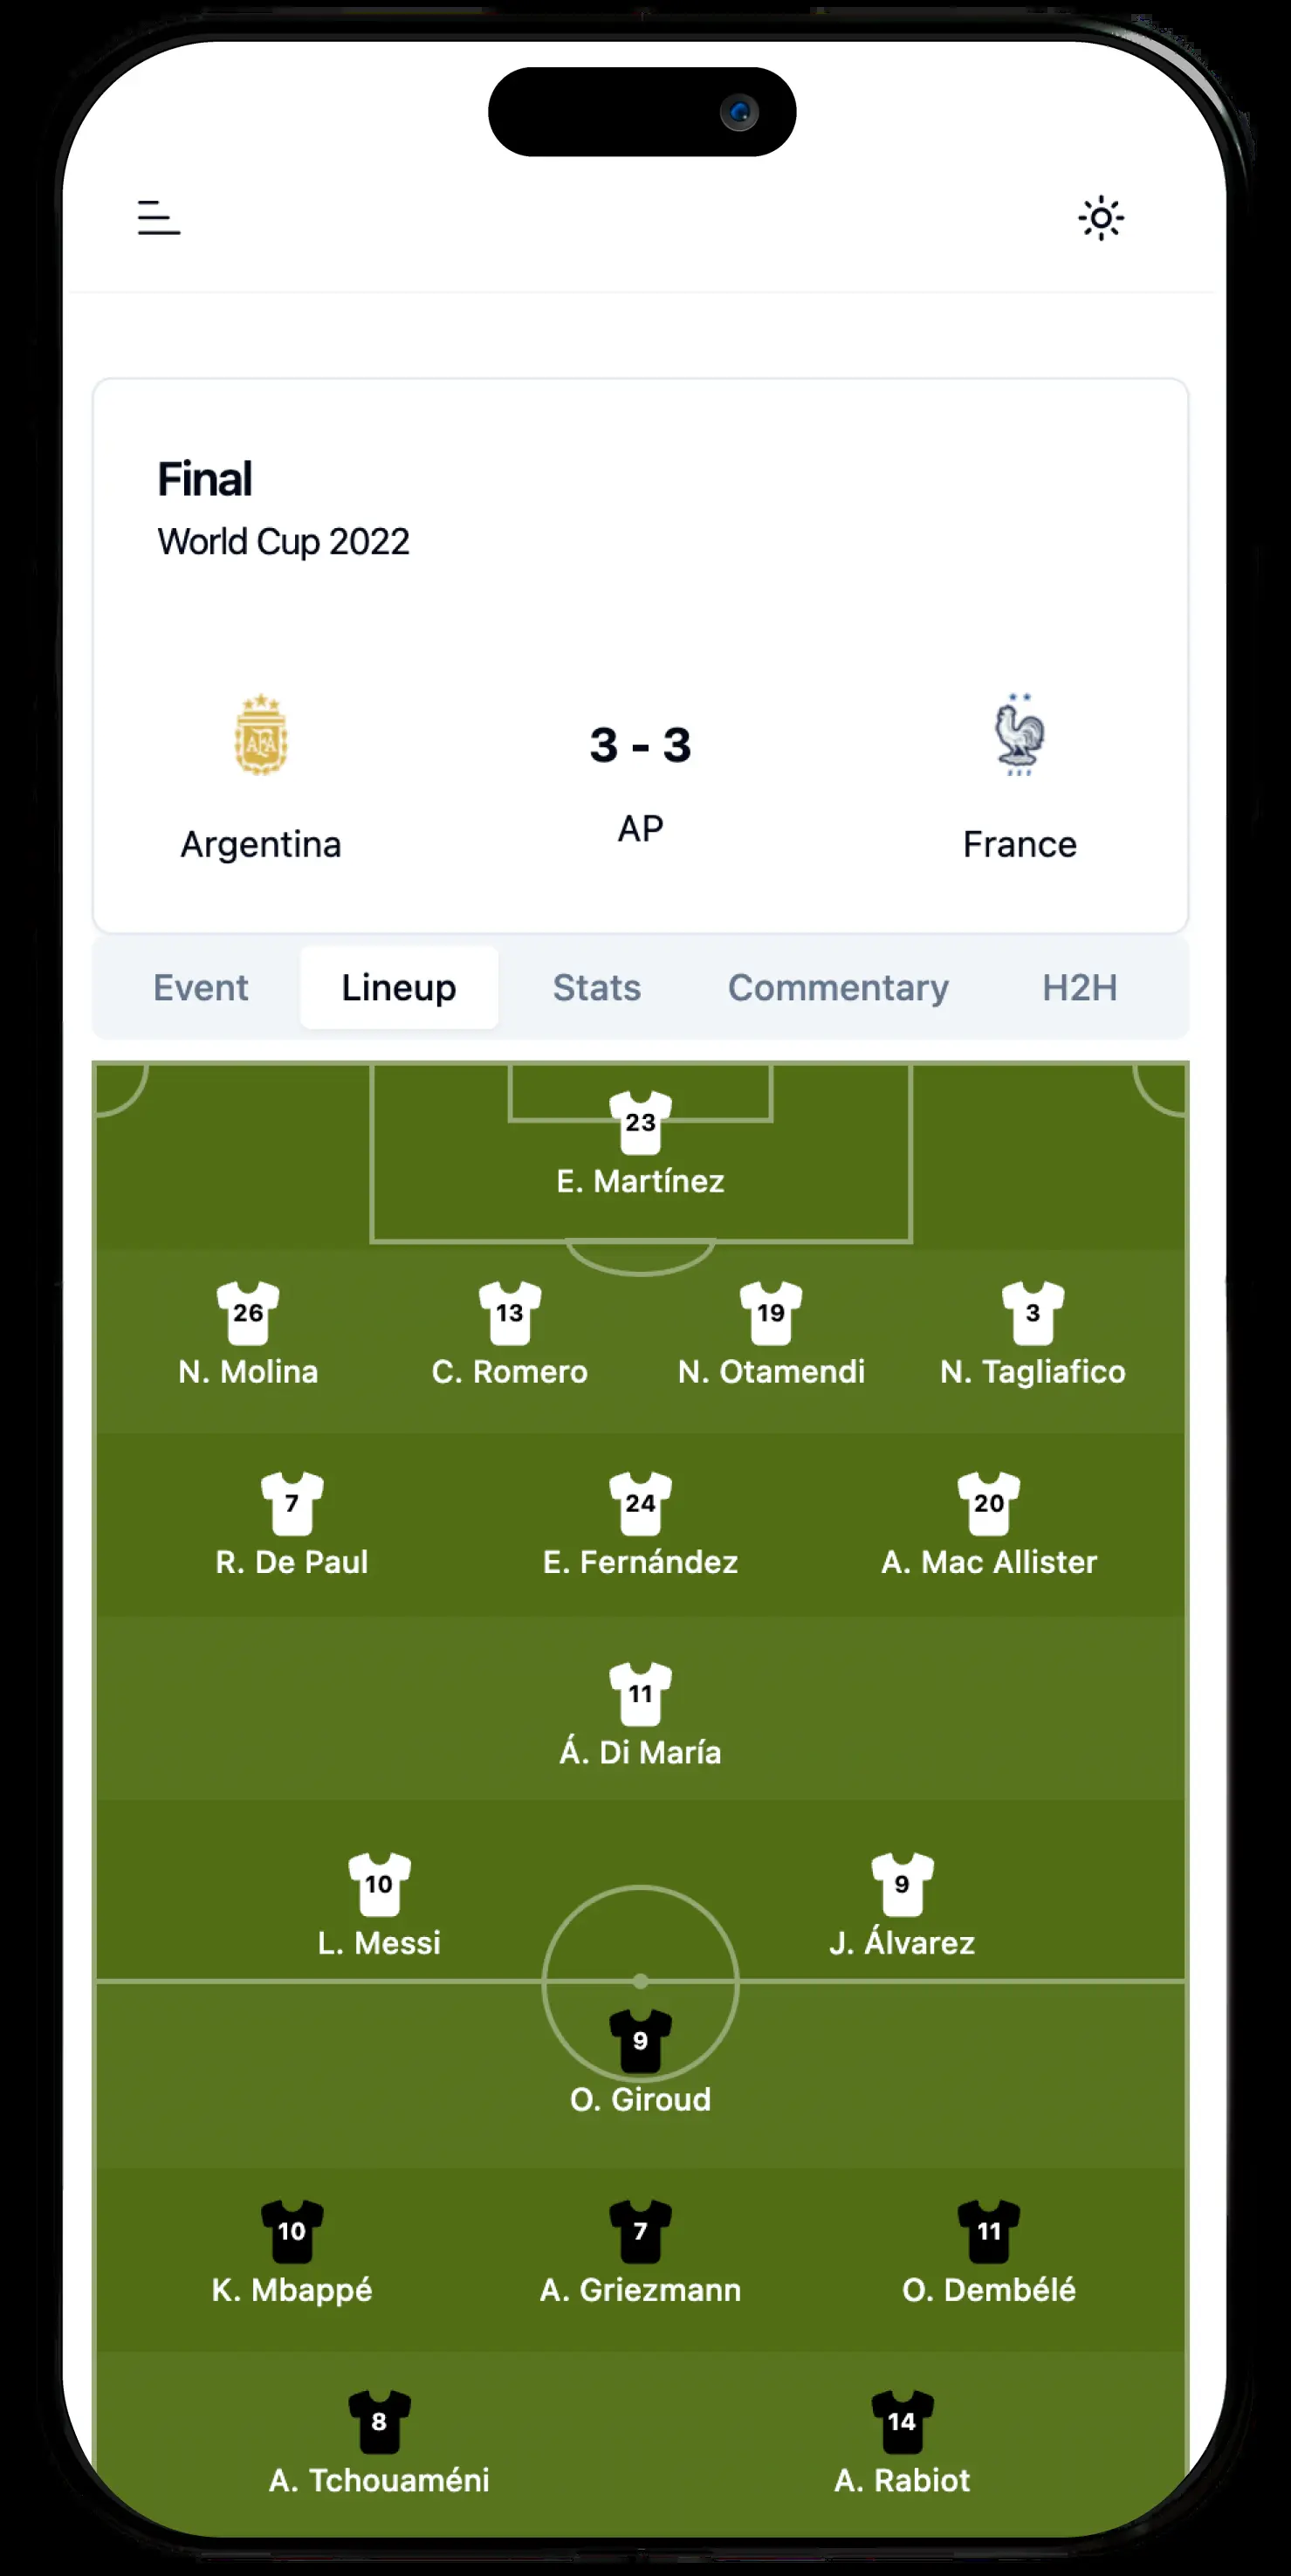 Final
World Cup 2022
AFA
3 - 3
AP
Argentina
France
Event Lineup Stats Commentary H2H
23
E. Martínez
26 13 19 3
N. Molina C. Romero N. Otamendi N. Tagliafico
7 24 20
R. De Paul E. Fernández A. Mac Allister
11
Á. Di María
10 9
L. Messi J. Álvarez
9
O. Giroud
10 7 11
K. Mbappé A. Griezmann O. Dembélé
8 14
A. Tchouaméni A. Rabiot